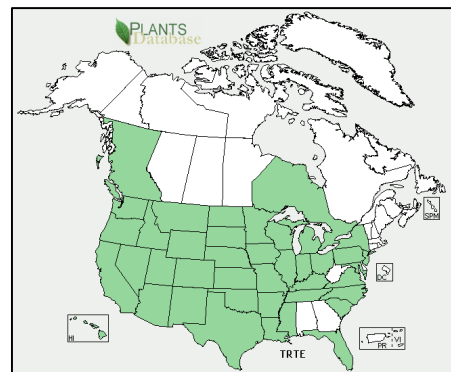 PLANTS
Database
SPM
DC
HI
PR
VI
TRTE